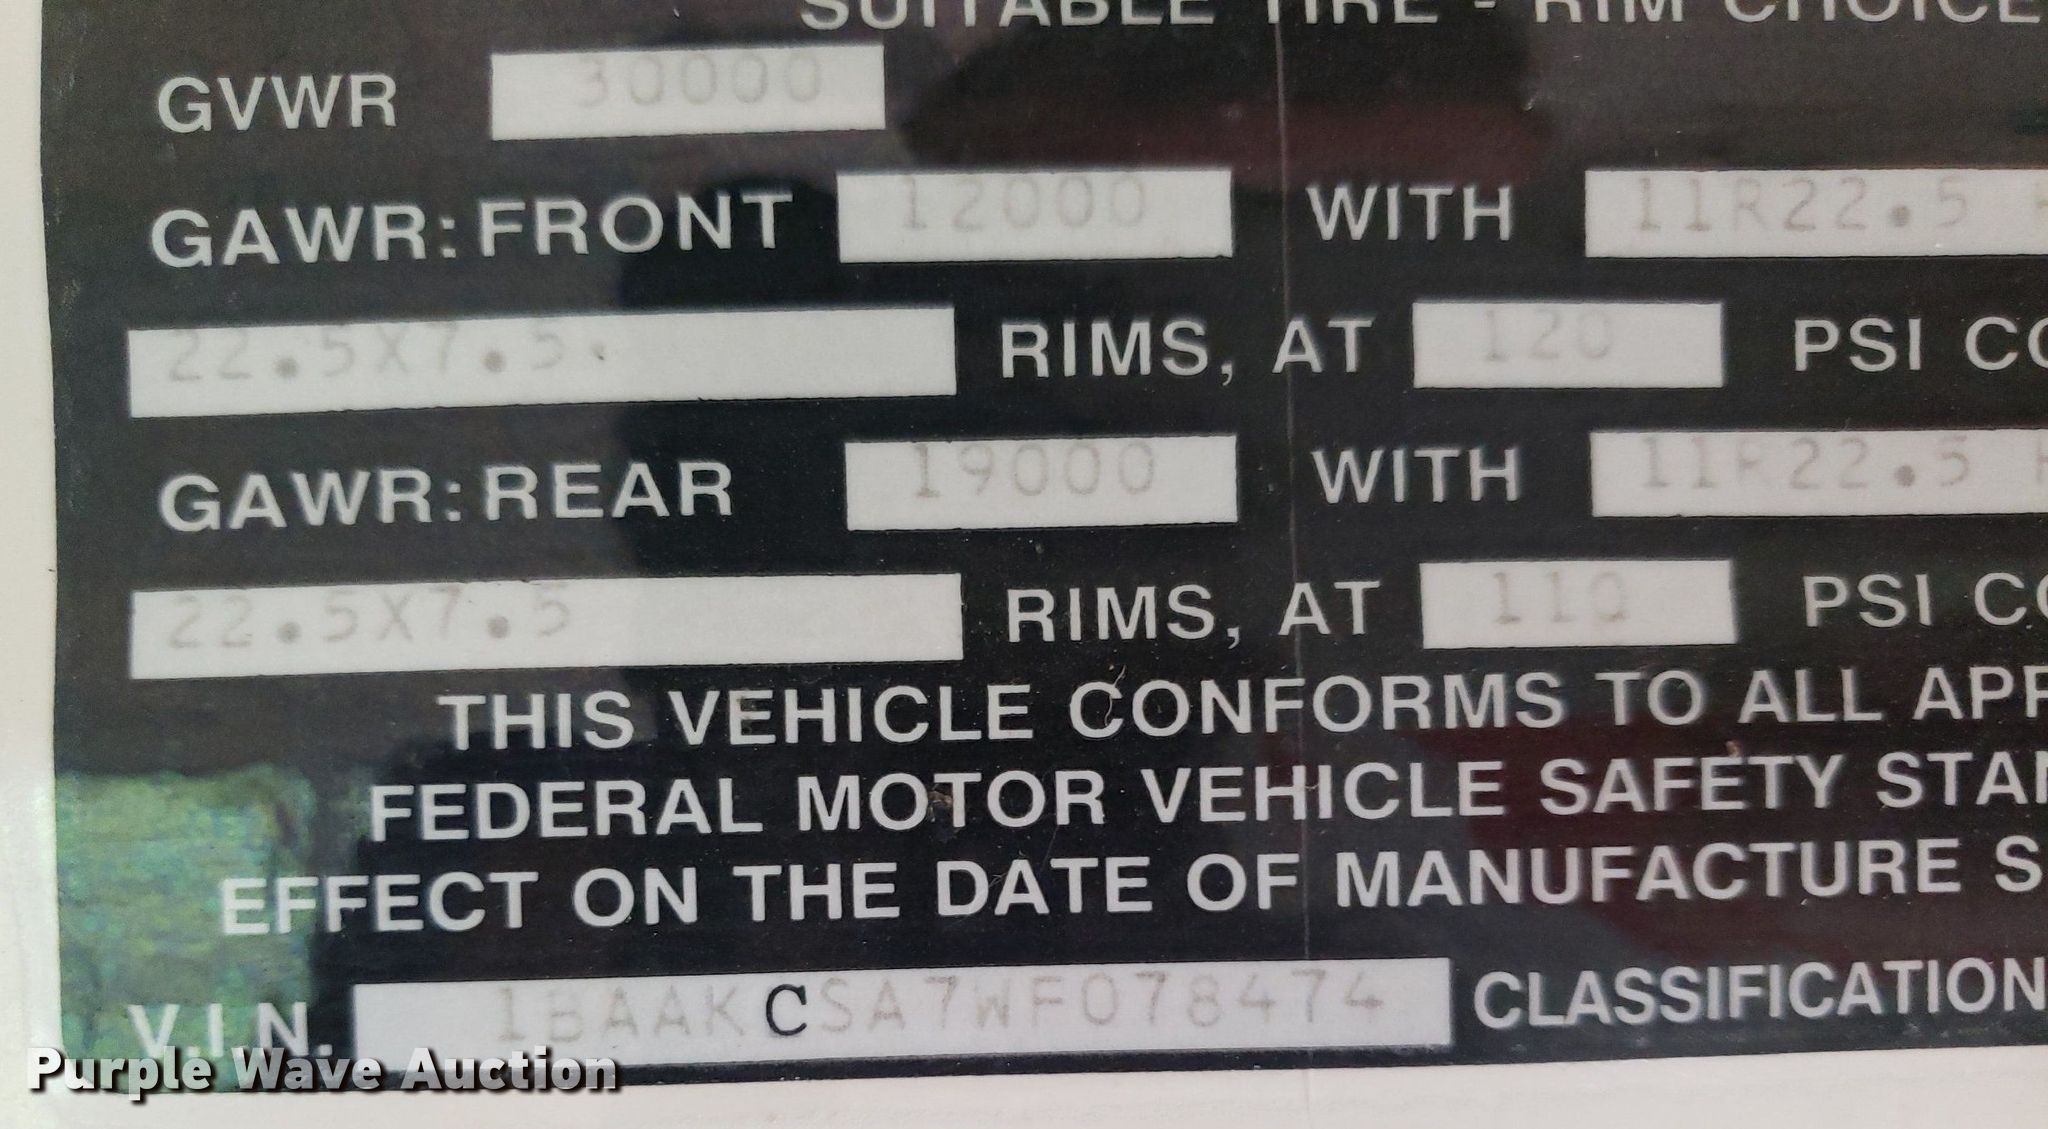 SUITABLE TIRE - RIM CHOICE
GVWR 30000
GAWR: FRONT 12000 WITH 11R22.5 H
22.5X7.5. RIMS, AT 120 PSI CO
GAWR: REAR 19000 WITH 11R22.5 H
22.5X7.5 RIMS, AT 110 PSI CO
THIS VEHICLE CONFORMS TO ALL APP
FEDERAL MOTOR VEHICLE SAFETY STAN
EFFECT ON THE DATE OF MANUFACTURE S
V.I.N. 1BAAKCSA7WF078474 CLASSIFICATION
Purple Wave Auction